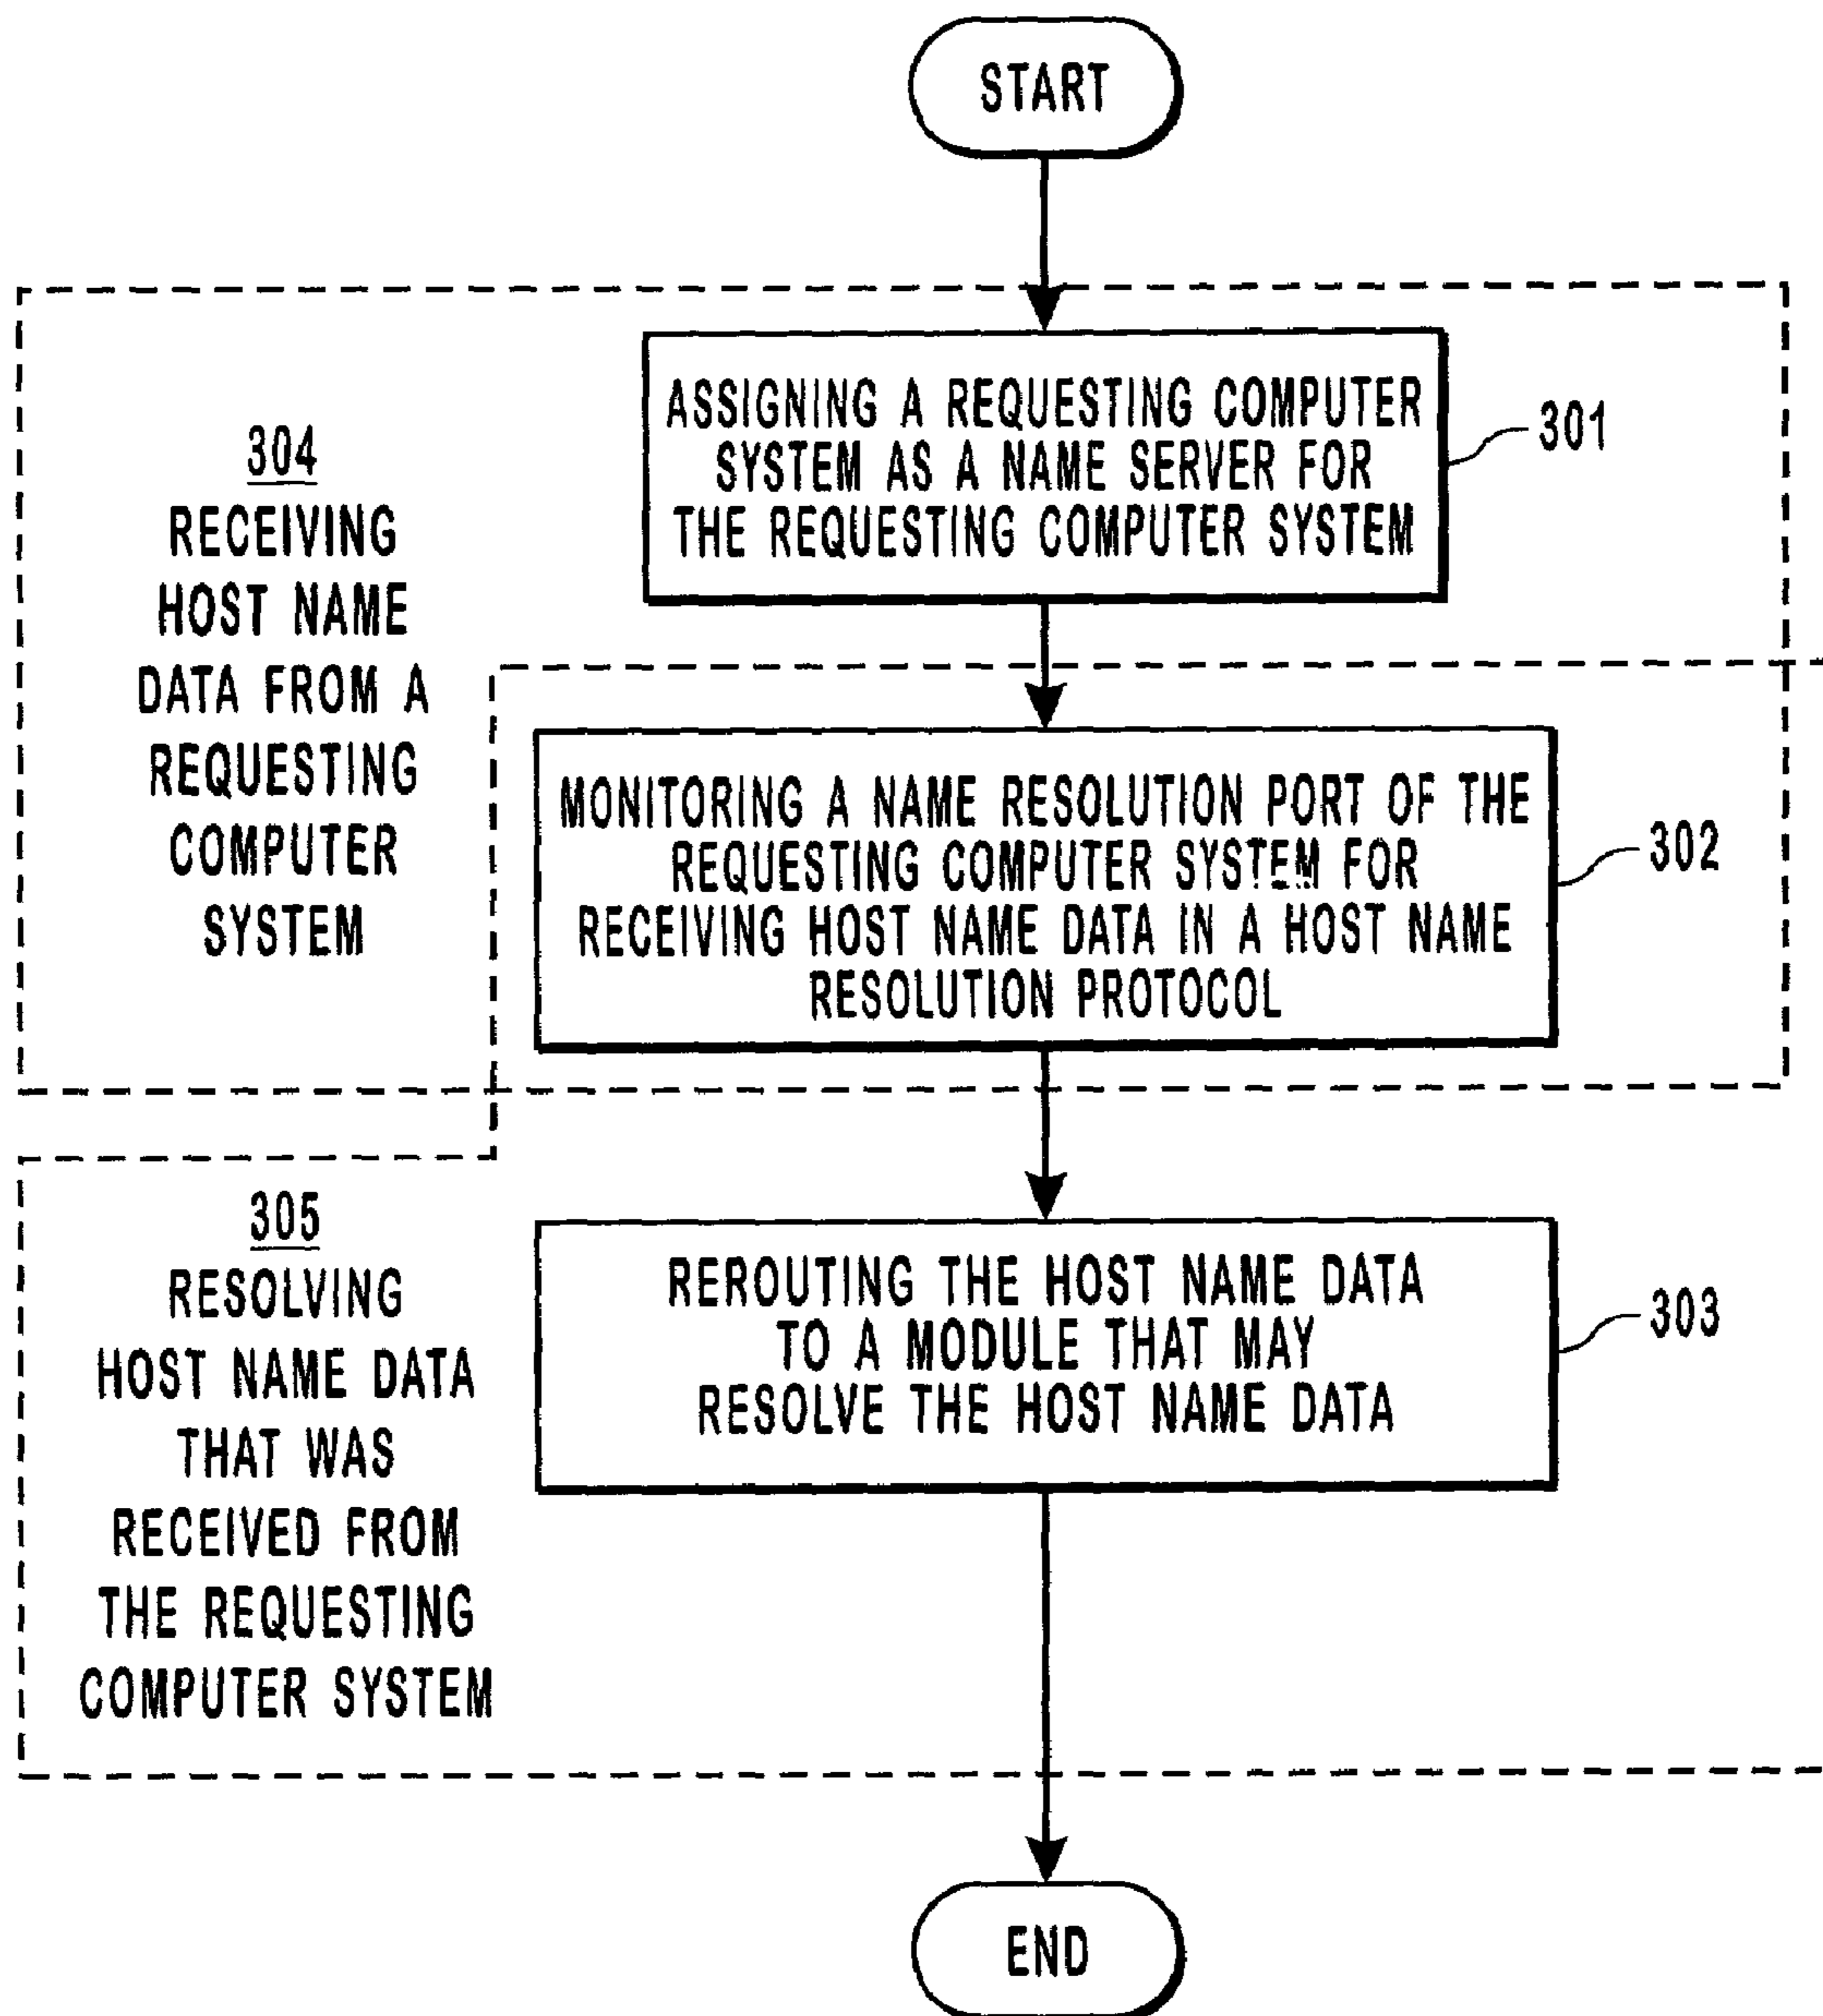 START
ASSIGNING A REQUESTING COMPUTER
SYSTEM AS A NAME SERVER FOR
THE REQUESTING COMPUTER SYSTEM
301
304
RECEIVING
HOST NAME
DATA FROM A
REQUESTING
COMPUTER
SYSTEM
MONITORING A NAME RESOLUTION PORT OF THE
REQUESTING COMPUTER SYSTEM FOR
RECEIVING HOST NAME DATA IN A HOST NAME
RESOLUTION PROTOCOL
302
305
RESOLVING
HOST NAME DATA
THAT WAS
RECEIVED FROM
THE REQUESTING
COMPUTER SYSTEM
REROUTING THE HOST NAME DATA
TO A MODULE THAT MAY
RESOLVE THE HOST NAME DATA
303
END